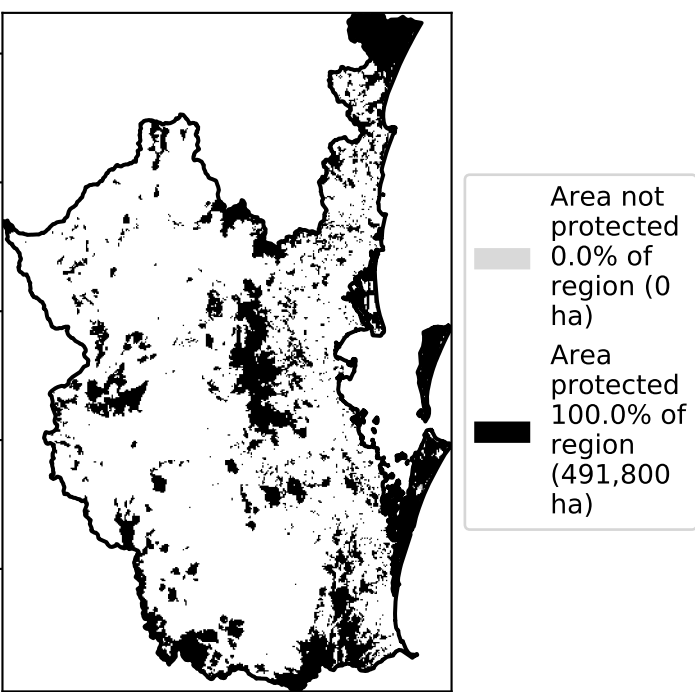 Area not
protected
0.0% of
region (0
ha)
Area
protected
100.0% of
region
(491,800
ha)